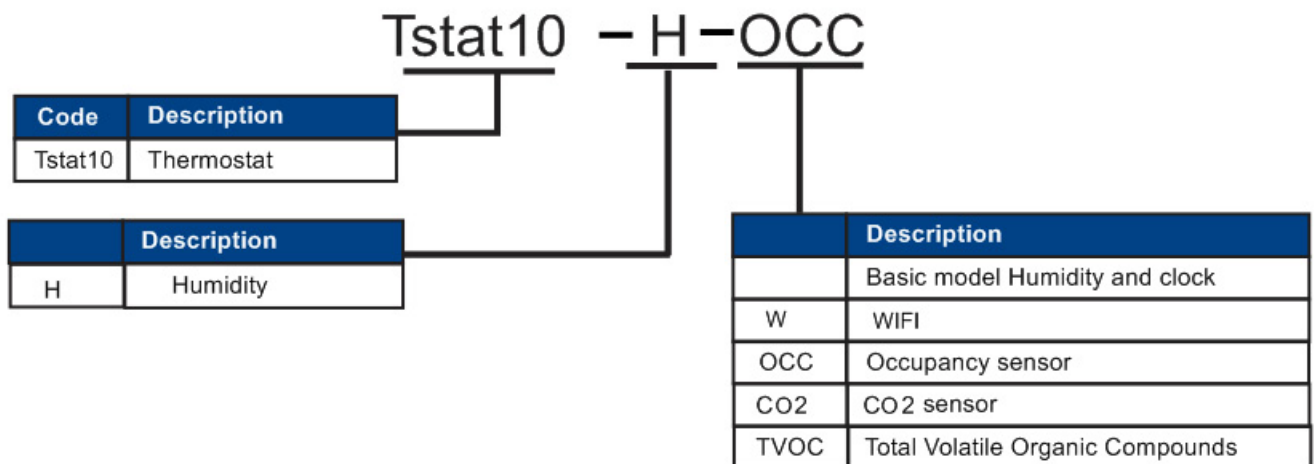 Tstat10 – H – OCC
Code Description
Tstat10 Thermostat
Description
H Humidity
Description
Basic model Humidity and clock
W WIFI
OCC Occupancy sensor
CO2 CO2 sensor
TVOC Total Volatile Organic Compounds